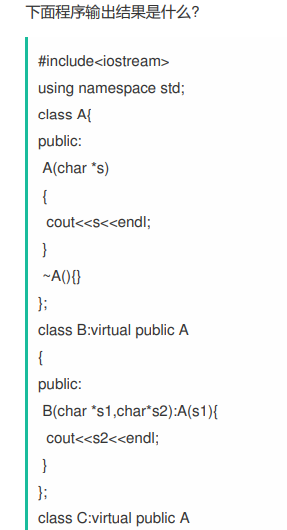 下面程序输出结果是什么?
#include<iostream>
using namespace std;
class A{
public:
A(char *s)
{
cout<<s<<endl;
}
~A(){}
};
class B:virtual public A
{
public:
B(char *s1,char*s2):A(s1){
cout<<s2<<endl;
}
};
class C:virtual public A